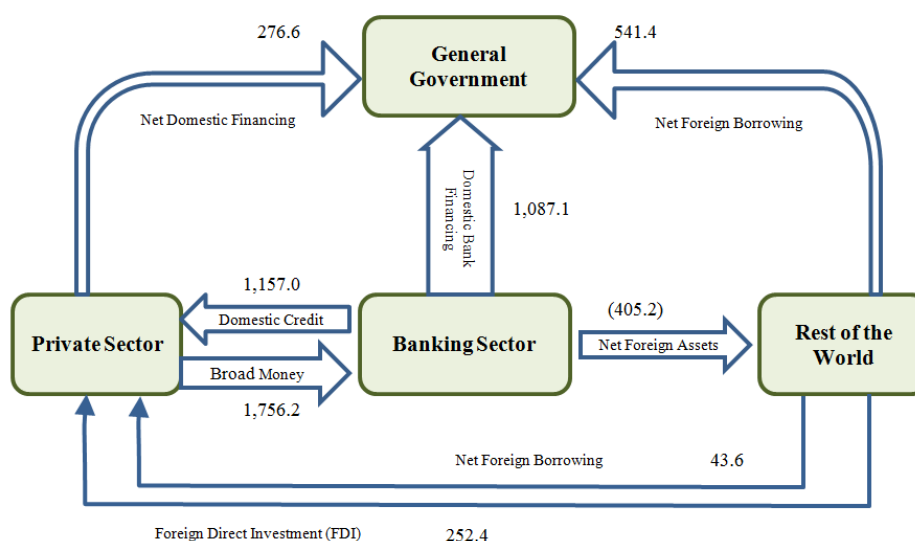 276.6
General
Government
541.4
Net Domestic Financing
Net Foreign Borrowing
Domestic Bank
Financing
1,087.1
1,157.0
Domestic Credit
(405.2)
Private Sector
Banking Sector
Net Foreign Assets
Rest of the
World
Broad Money
1,756.2
Net Foreign Borrowing
43.6
Foreign Direct Investment (FDI)
252.4